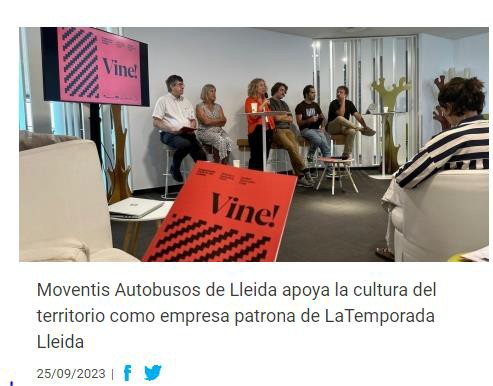 Vine!
Vine!
Moventis Autobusos de Lleida apoya la cultura del
territorio como empresa patrona de LaTemporada
Lleida
25/09/2023 |